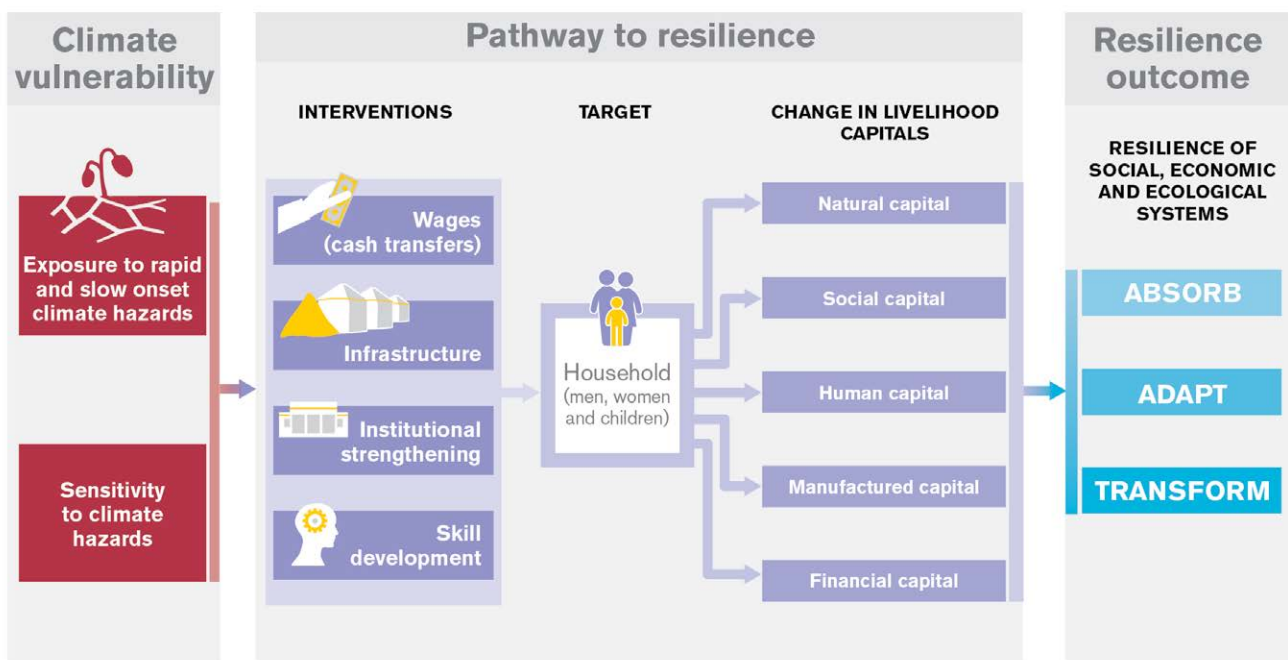 Climate
vulnerability
Exposure to rapid
and slow onset
climate hazards
Sensitivity
to climate
hazards
Pathway to resilience
INTERVENTIONS
Wages
(cash transfers)
Infrastructure
Institutional
strengthening
Skill
development
TARGET
Household
(men, women
and children)
CHANGE IN LIVELIHOOD
CAPITALS
Natural capital
Social capital
Human capital
Manufactured capital
Financial capital
Resilience
outcome
RESILIENCE OF
SOCIAL, ECONOMIC
AND ECOLOGICAL
SYSTEMS
ABSORB
ADAPT
TRANSFORM